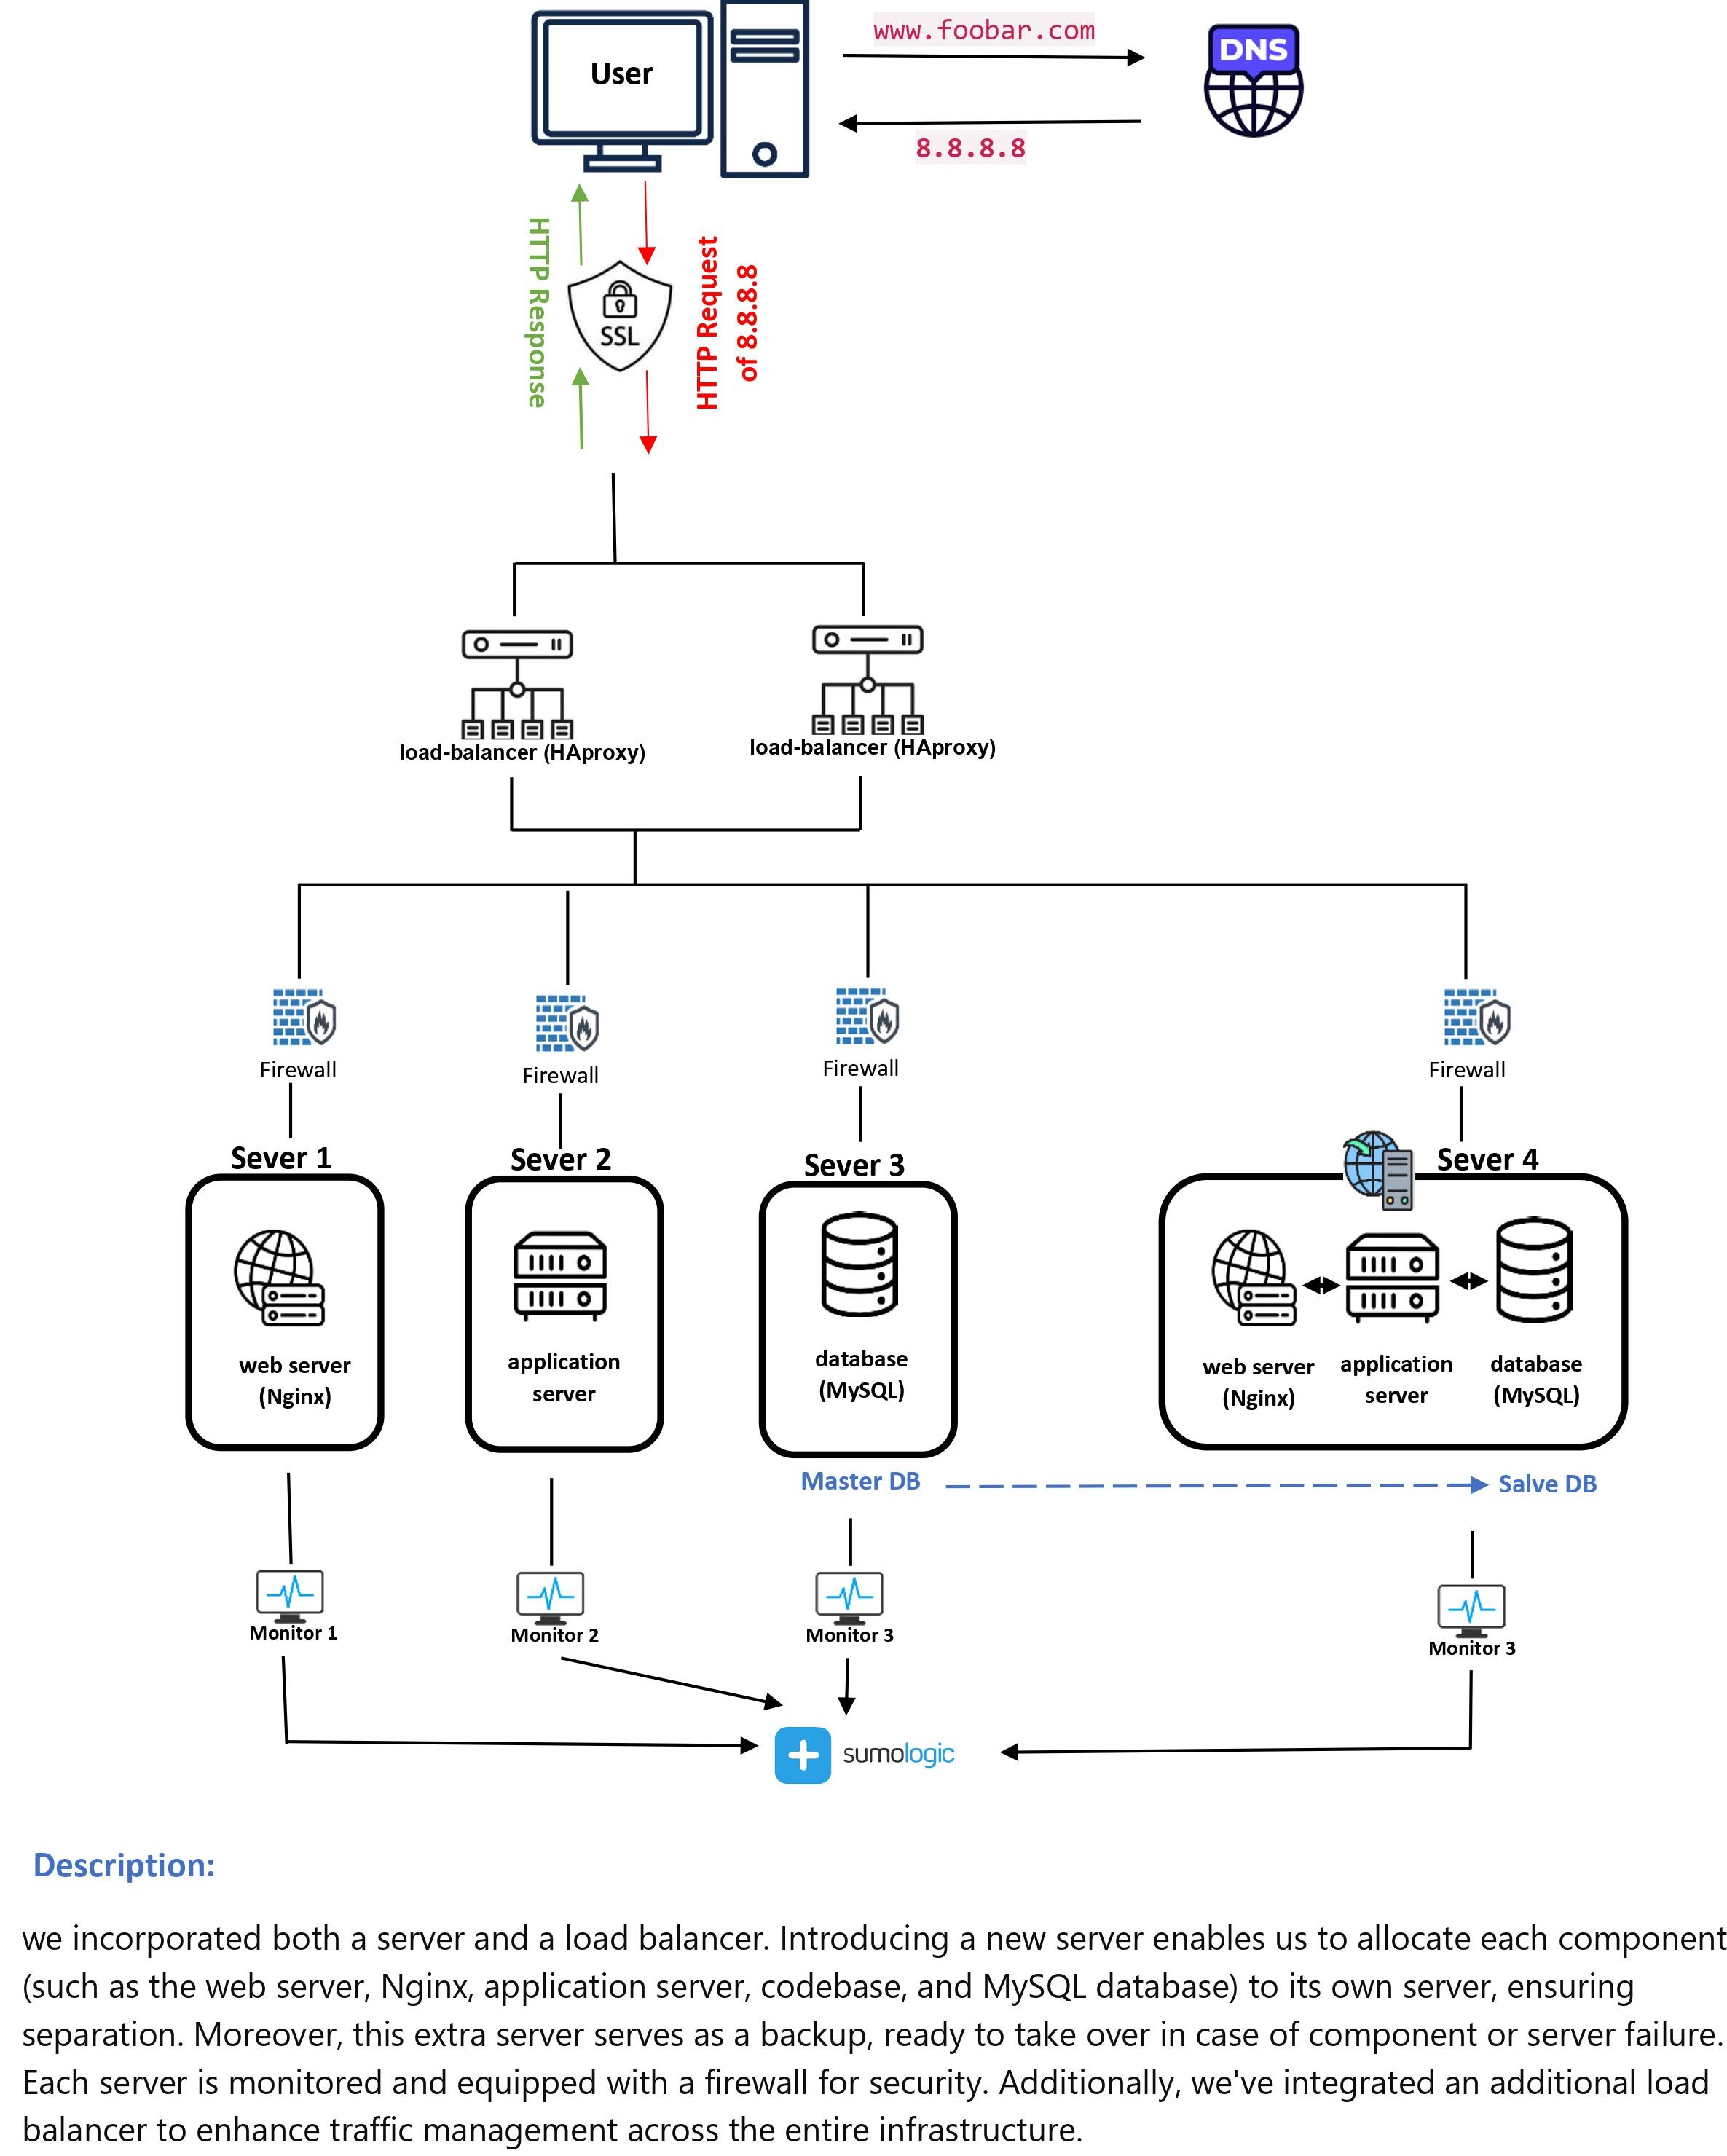 User
www.foobar.com
DNS
8.8.8.8
HTTP Response
SSL
HTTP Request
of 8.8.8.8
load-balancer (HAproxy)
load-balancer (HAproxy)
Firewall
Firewall
Firewall
Firewall
Sever 1
Sever 2
Sever 3
Sever 4
web server
(Nginx)
application
server
database
(MySQL)
web server
(Nginx)
application
server
database
(MySQL)
Master DB
Salve DB
Monitor 1
Monitor 2
Monitor 3
Monitor 3
sumologic
Description:
we incorporated both a server and a load balancer. Introducing a new server enables us to allocate each component
(such as the web server, Nginx, application server, codebase, and MySQL database) to its own server, ensuring
separation. Moreover, this extra server serves as a backup, ready to take over in case of component or server failure.
Each server is monitored and equipped with a firewall for security. Additionally, we've integrated an additional load
balancer to enhance traffic management across the entire infrastructure.